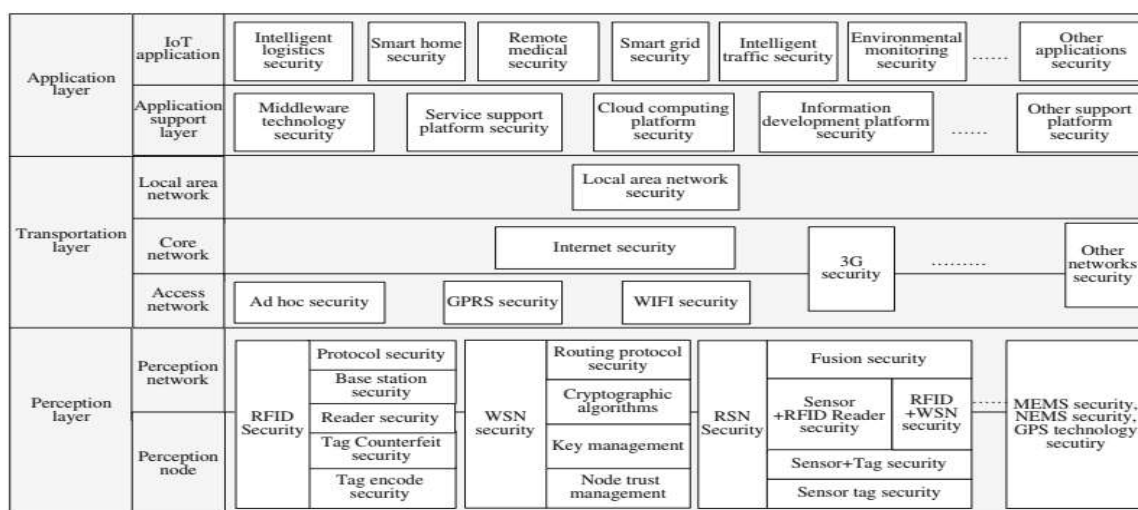 Application
layer
IoT
application
Intelligent
logistics
security
Smart home
security
Remote
medical
security
Smart grid
security
Intelligent
traffic security
Environmental
monitoring
security
......
Other
applications
security
Application
support
layer
Middleware
technology
security
Service support
platform security
Cloud computing
platform
security
Information
development platform
security
......
Other support
platform
security
Transportation
layer
Local area
network
Local area network
security
Core
network
Internet security
3G
security
.........
Other
networks
security
Access
network
Ad hoc security
GPRS security
WIFI security
Perception
layer
Perception
network
Perception
node
RFID
Security
Protocol security
Base station
security
Reader security
Tag Counterfeit
security
Tag encode
security
WSN
security
Routing protocol
security
Cryptographic
algorithms
Key management
Node trust
management
RSN
Security
Fusion security
Sensor
+RFID Reader
security
RFID
+WSN
security
Sensor+Tag security
Sensor tag security
......
MEMS security,
NEMS security,
GPS technology
secutiry